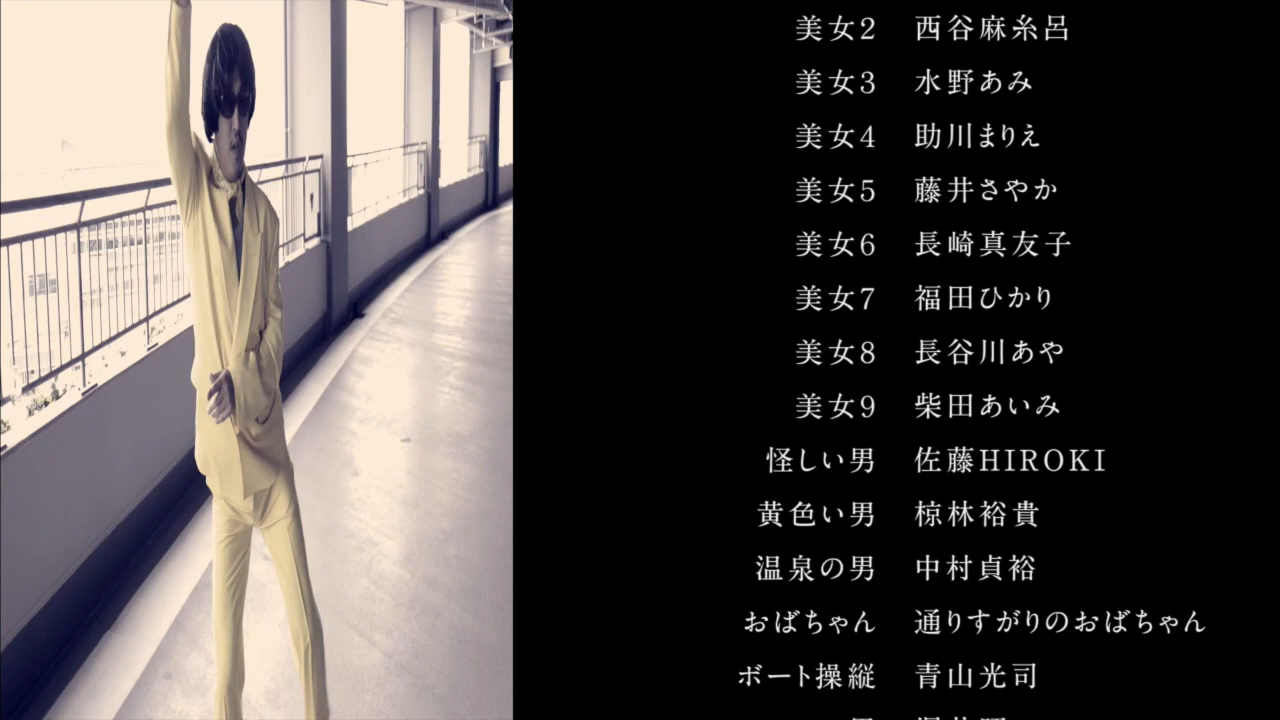 美女2 西谷麻糸呂
美女3 水野あみ
美女4 助川まりえ
美女5 藤井さやか
美女6 長崎真友子
美女7 福田ひかり
美女8 長谷川あや
美女9 柴田あいみ
怪しい男 佐藤HIROKI
黄色い男 椋林裕貴
温泉の男 中村貞裕
おばちゃん 通りすがりのおばちゃん
ボート操縦 青山光司